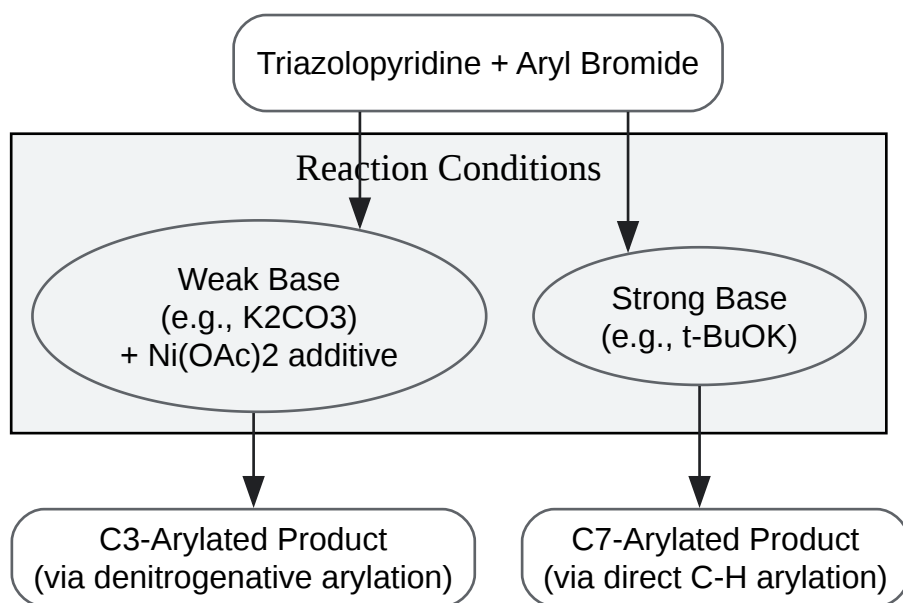 Triazolopyridine + Aryl Bromide
Reaction Conditions
Weak Base
(e.g., K2CO3)
+ Ni(OAc)2 additive
Strong Base
(e.g., t-BuOK)
C3-Arylated Product
(via denitrogenative arylation)
C7-Arylated Product
(via direct C-H arylation)